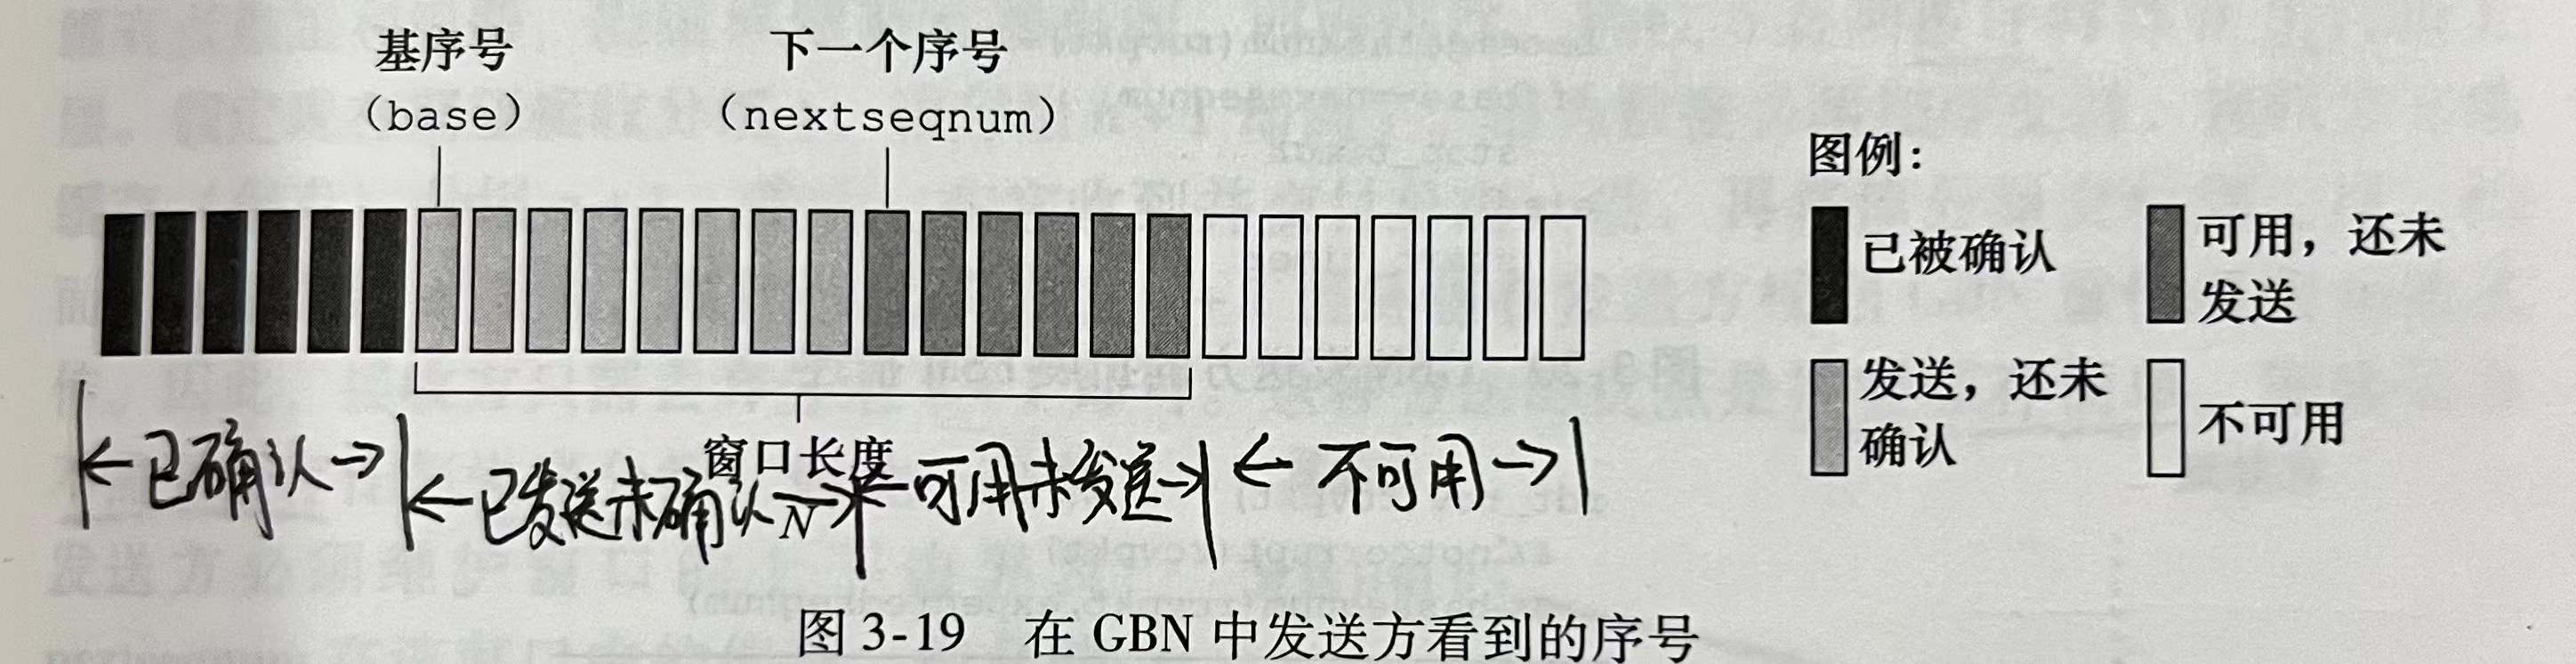 基序号 下一个序号
(base) (nextseqnum)
图例:
已被确认 可用，还未
发送
发送，还未
确认 不可用
窗口长度
N
已确认 已发送未确认 可用未发送 不可用
图 3-19 在 GBN 中发送方看到的序号